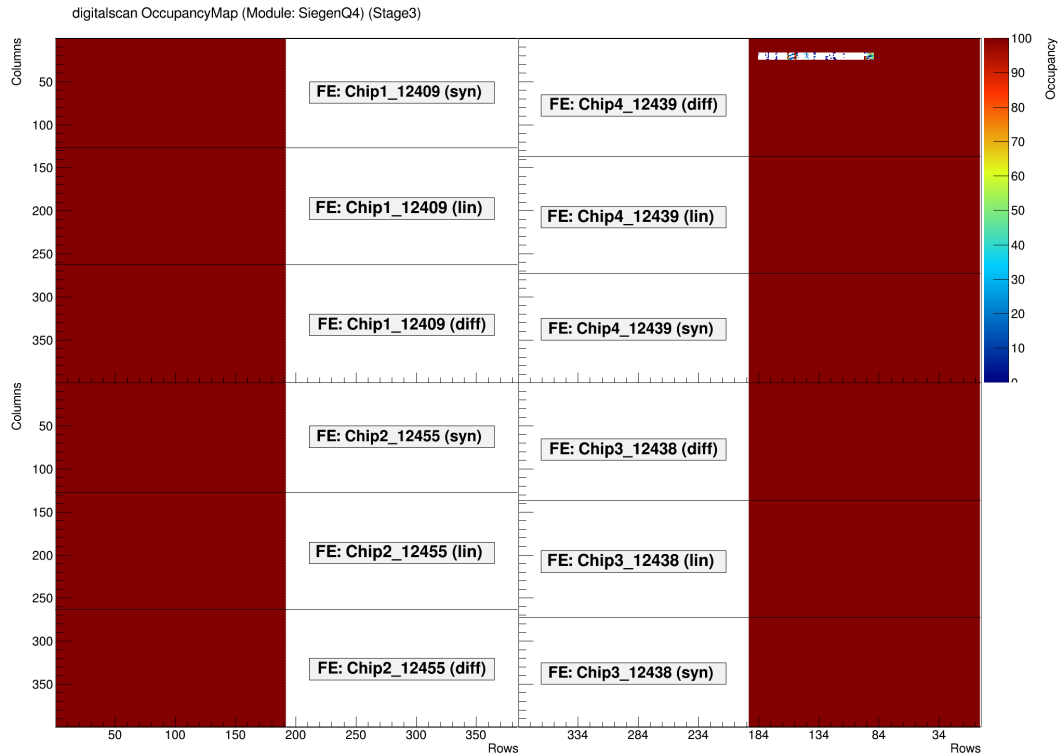 digitalscan OccupancyMap (Module: SiegenQ4) (Stage3)
Columns
50
100
150
200
250
300
350
FE: Chip1_12409 (syn)
FE: Chip1_12409 (lin)
FE: Chip1_12409 (diff)
FE: Chip4_12439 (diff)
FE: Chip4_12439 (lin)
FE: Chip4_12439 (syn)
100
90
80
70
60
50
40
30
20
10
0
Occupancy
Columns
50
100
150
200
250
300
350
FE: Chip2_12455 (syn)
FE: Chip2_12455 (lin)
FE: Chip2_12455 (diff)
FE: Chip3_12438 (diff)
FE: Chip3_12438 (lin)
FE: Chip3_12438 (syn)
50 100 150 200 250 300 350
Rows
334 284 234 184 134 84 34
Rows